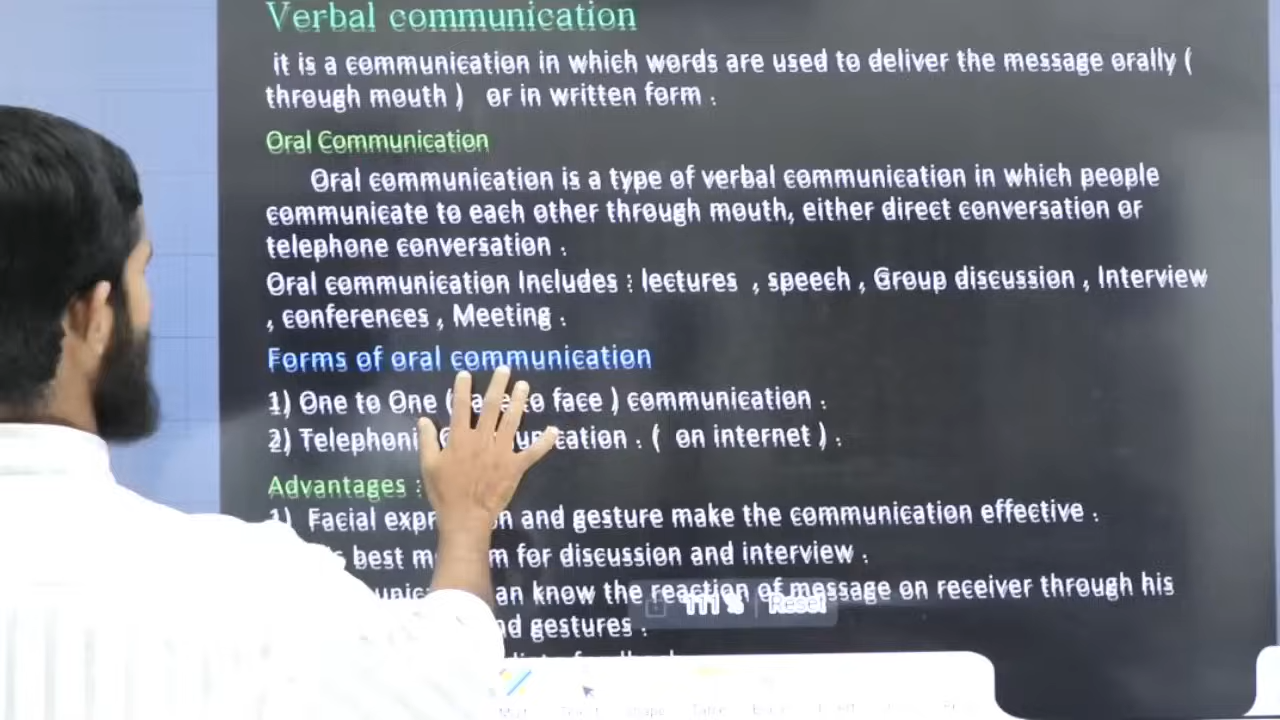 Verbal communication
it is a communication in which words are used to deliver the message orally (
through mouth ) or in written form .
Oral Communication
Oral communication is a type of verbal communication in which people
communicate to each other through mouth, either direct conversation or
telephone conversation .
Oral communication Includes : lectures , speech , Group discussion , Interview
, conferences , Meeting .
Forms of oral communication
1) One to One ( to face ) communication .
2) . ( on internet ) .
Advantages :
1) Facial and gesture make the communication effective .
best for discussion and interview .
know the reaction of message on receiver through his
gestures .
111 % Reset